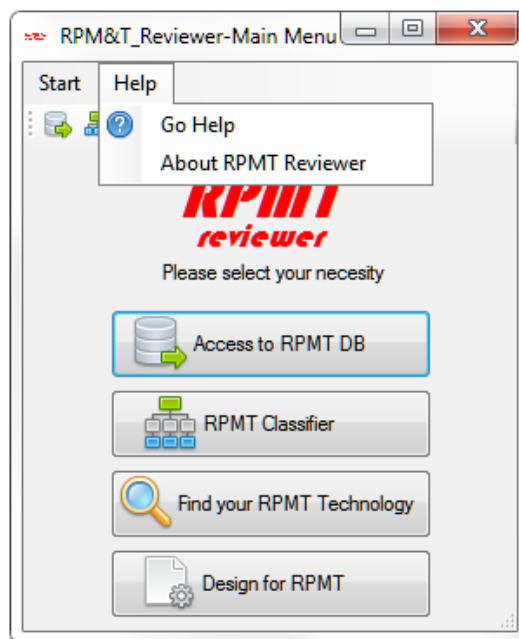 RPM&T_Reviewer-Main Menu
Start Help
Go Help
About RPMT Reviewer
RPMT
reviewer
Please select your necesity
Access to RPMT DB
RPMT Classifier
Find your RPMT Technology
Design for RPMT